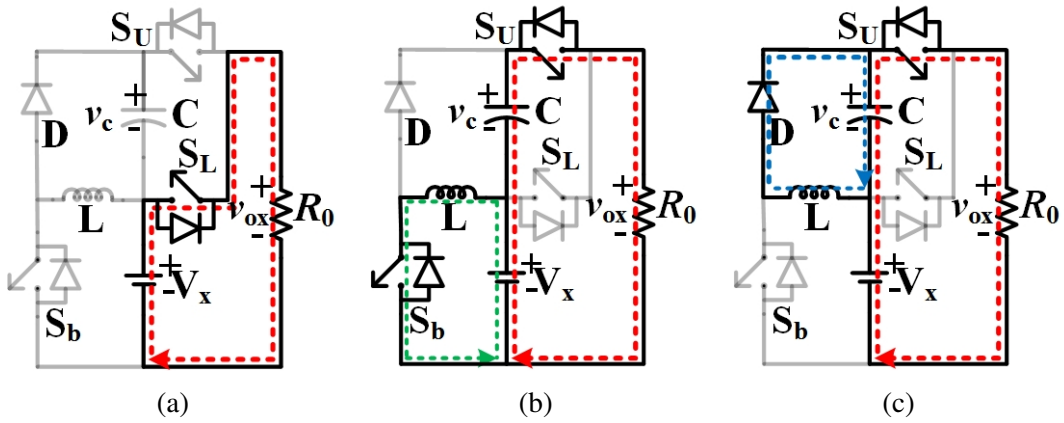 S_U
+
v_c
-
C
D
S_L
L
+
v_ox
-
R_0
+
-
V_x
S_b
(a)
S_U
+
v_c
-
C
D
S_L
L
+
v_ox
-
R_0
+
-
V_x
S_b
(b)
S_U
+
v_c
-
C
D
S_L
L
+
v_ox
-
R_0
+
-
V_x
S_b
(c)